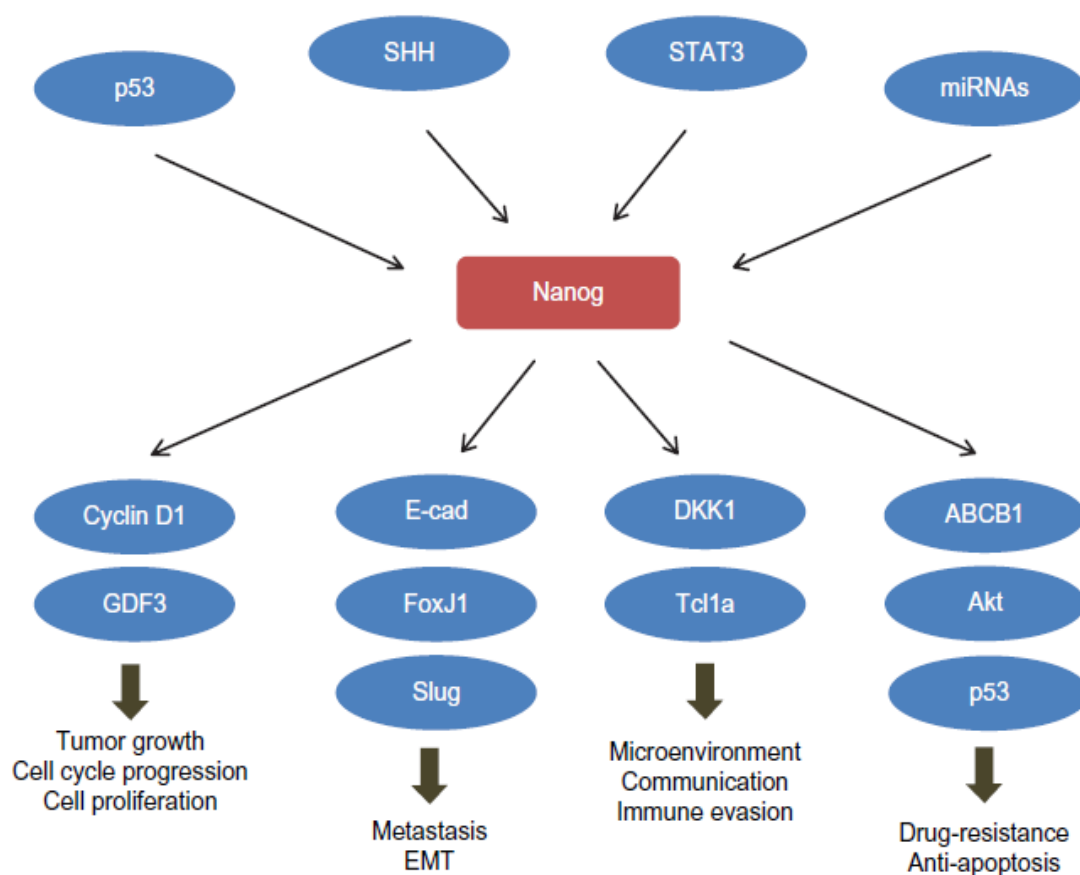 p53
SHH
STAT3
miRNAs
Nanog
Cyclin D1
GDF3
Tumor growth
Cell cycle progression
Cell proliferation
E-cad
FoxJ1
Slug
Metastasis
EMT
DKK1
Tcl1a
Microenvironment
Communication
Immune evasion
ABCB1
Akt
p53
Drug-resistance
Anti-apoptosis